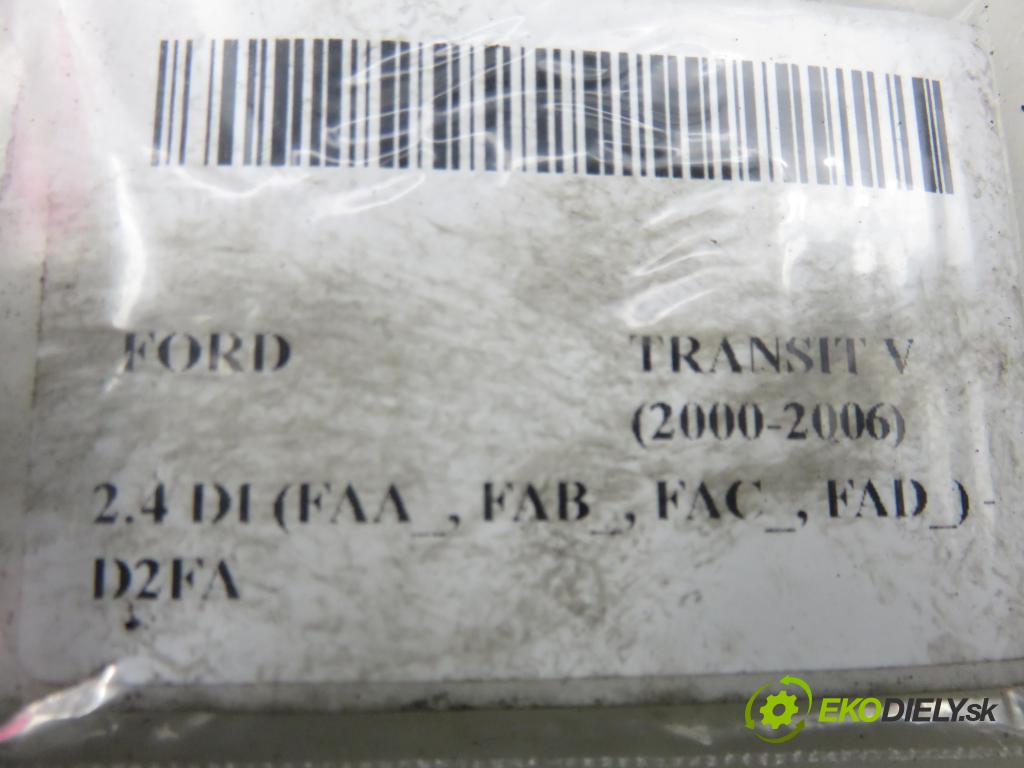 FORD TRANSIT V
(2000-2006)
2.4 DI (FAA_, FAB_, FAC_, FAD_) -
D2FA
EKODIELY.sk